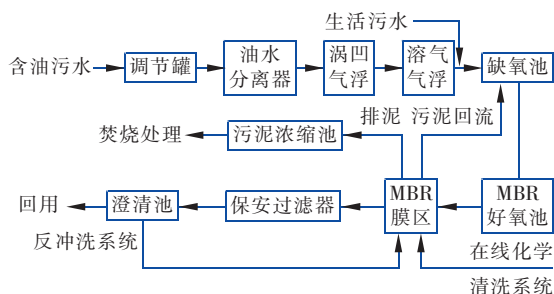 生活污水
含油污水
调节罐
油水
分离器
涡凹
气浮
溶气
气浮
缺氧池
焚烧处理
污泥浓缩池
排泥 污泥回流
回用
澄清池
保安过滤器
MBR
膜区
MBR
好氧池
反冲洗系统
在线化学
清洗系统